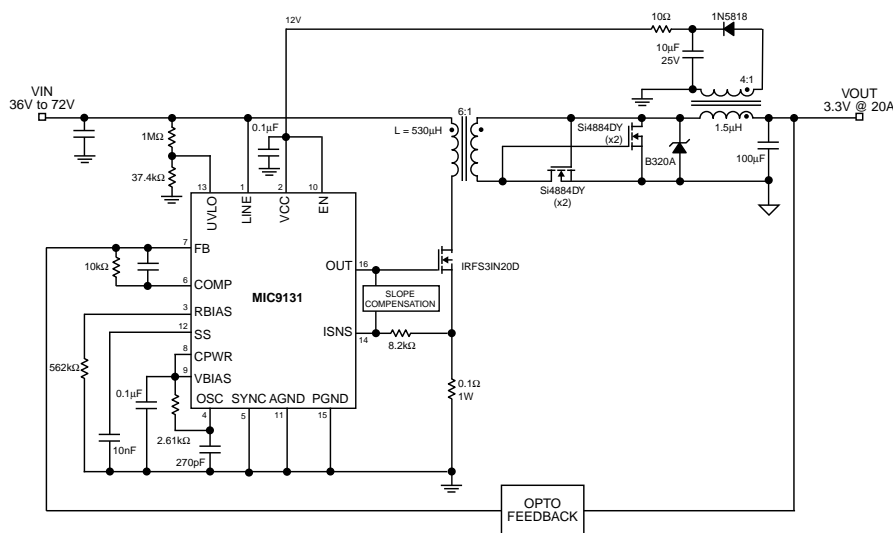 12V
10Ω
1N5818
10µF
25V
4:1
VIN
36V to 72V
VOUT
3.3V @ 20A
6:1
1MΩ
0.1µF
L = 530µH
Si4884DY
(x2)
1.5µH
B320A
100µF
37.4kΩ
Si4884DY
(x2)
13
1
2
10
UVLO
LINE
VCC
EN
7
FB
10kΩ
6
COMP
OUT
16
IRFS3IN20D
MIC9131
SLOPE
COMPENSATION
3
RBIAS
12
SS
ISNS
14
8.2kΩ
8
CPWR
562kΩ
9
VBIAS
0.1µF
OSC
SYNC
AGND
PGND
0.1Ω
1W
4
5
11
15
2.61kΩ
10nF
270pF
OPTO
FEEDBACK